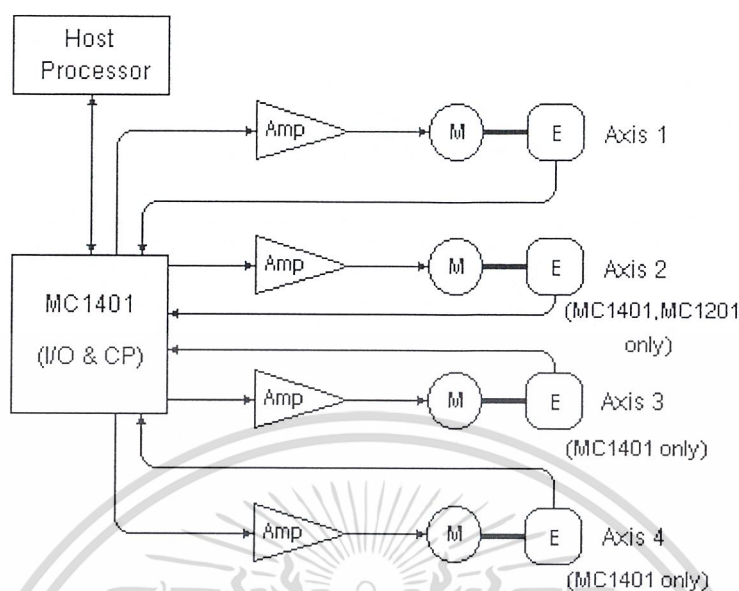 Host
Processor
Amp
M
E
Axis 1
MC1401
(I/O & CP)
Amp
M
E
Axis 2
(MC1401,MC1201
only)
Amp
M
E
Axis 3
(MC1401 only)
Amp
M
E
Axis 4
(MC1401 only)